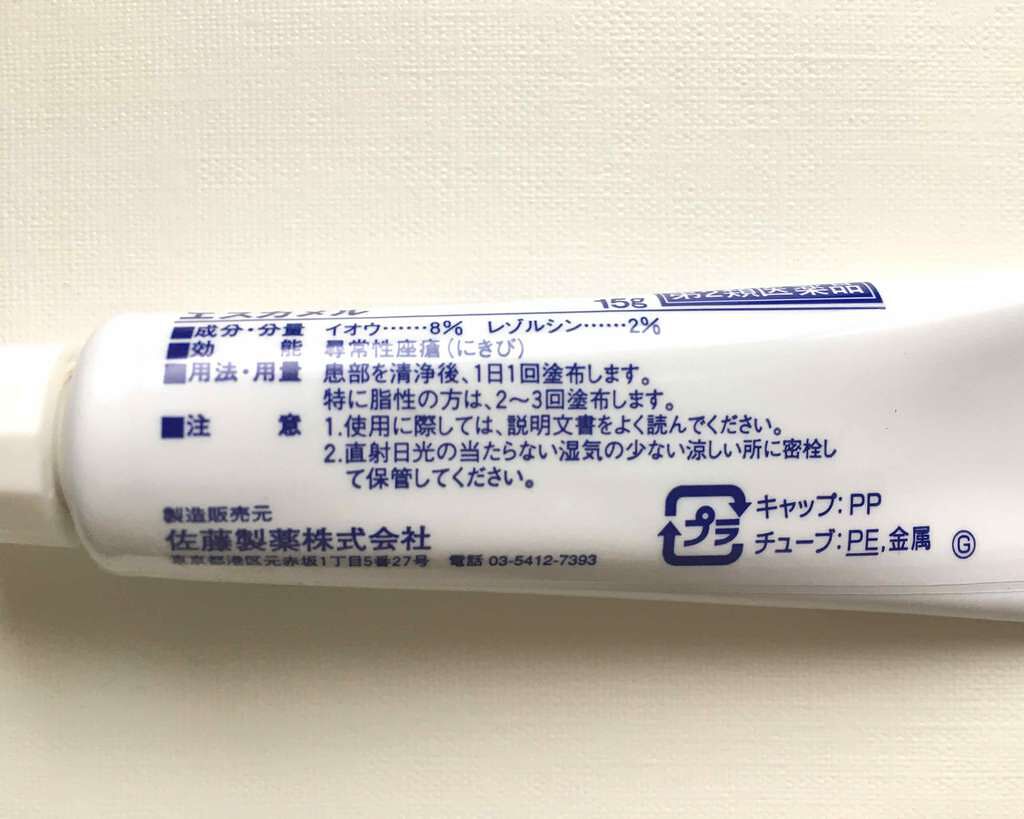 エスカメル 15g 第2類医薬品
■成分・分量 イオウ……8% レゾルシン……2%
■効 能 尋常性座瘡(にきび)
■用法・用量 患部を清浄後、1日1回塗布します。
特に脂性の方は、2～3回塗布します。
■注 意 1.使用に際しては、説明文書をよく読んでください。
2.直射日光の当たらない湿気の少ない涼しい所に密栓し
て保管してください。
製造販売元
佐藤製薬株式会社
東京都港区元赤坂1丁目5番27号 電話 03-5412-7393
プラ
キャップ:PP
チューブ:PE,金属 Ⓖ